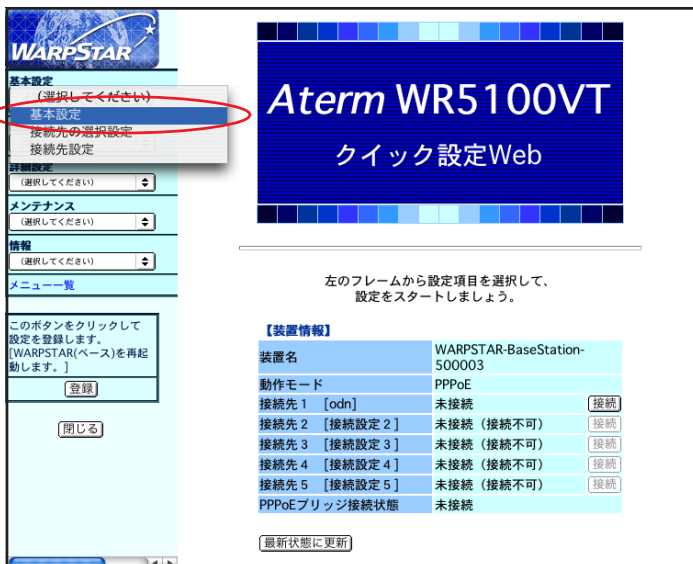 WARPSTAR
基本設定
(選択してください)
基本設定
接続先の選択設定
接続先設定
詳細設定
(選択してください)
メンテナンス
(選択してください)
情報
(選択してください)
メニュー一覧
このボタンをクリックして
設定を登録します。
[WARPSTAR(ベース)を再起
動します。]
登録
閉じる
Aterm WR5100VT
クイック設定Web
左のフレームから設定項目を選択して、
設定をスタートしましょう。
【装置情報】
装置名 WARPSTAR-BaseStation-
500003
動作モード PPPoE
接続先1 [odn] 未接続 接続
接続先2 [接続設定2] 未接続(接続不可) 接続
接続先3 [接続設定3] 未接続(接続不可) 接続
接続先4 [接続設定4] 未接続(接続不可) 接続
接続先5 [接続設定5] 未接続(接続不可) 接続
PPPoEブリッジ接続状態 未接続
最新状態に更新